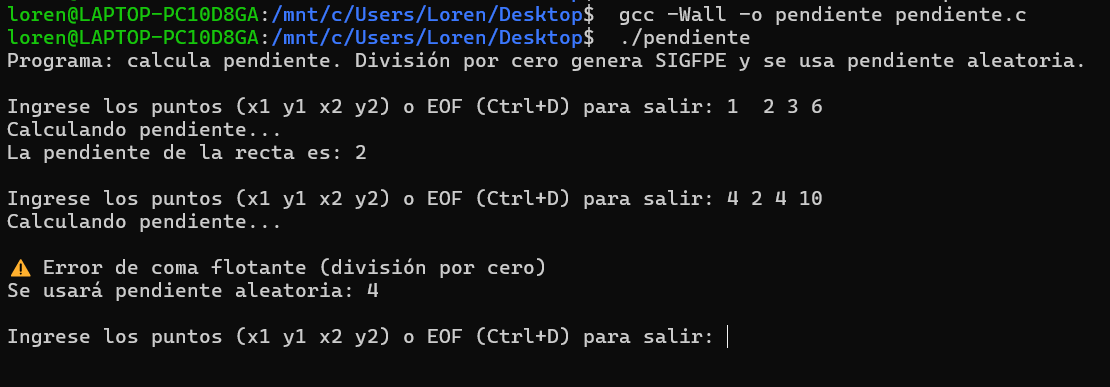 loren@LAPTOP-PC10D8GA:/mnt/c/Users/Loren/Desktop$  gcc -Wall -o pendiente pendiente.c
loren@LAPTOP-PC10D8GA:/mnt/c/Users/Loren/Desktop$  ./pendiente
Programa: calcula pendiente. División por cero genera SIGFPE y se usa pendiente aleatoria.
Ingrese los puntos (x1 y1 x2 y2) o EOF (Ctrl+D) para salir: 1  2 3 6
Calculando pendiente...
La pendiente de la recta es: 2
Ingrese los puntos (x1 y1 x2 y2) o EOF (Ctrl+D) para salir: 4 2 4 10
Calculando pendiente...
⚠️ Error de coma flotante (división por cero)
Se usará pendiente aleatoria: 4
Ingrese los puntos (x1 y1 x2 y2) o EOF (Ctrl+D) para salir: